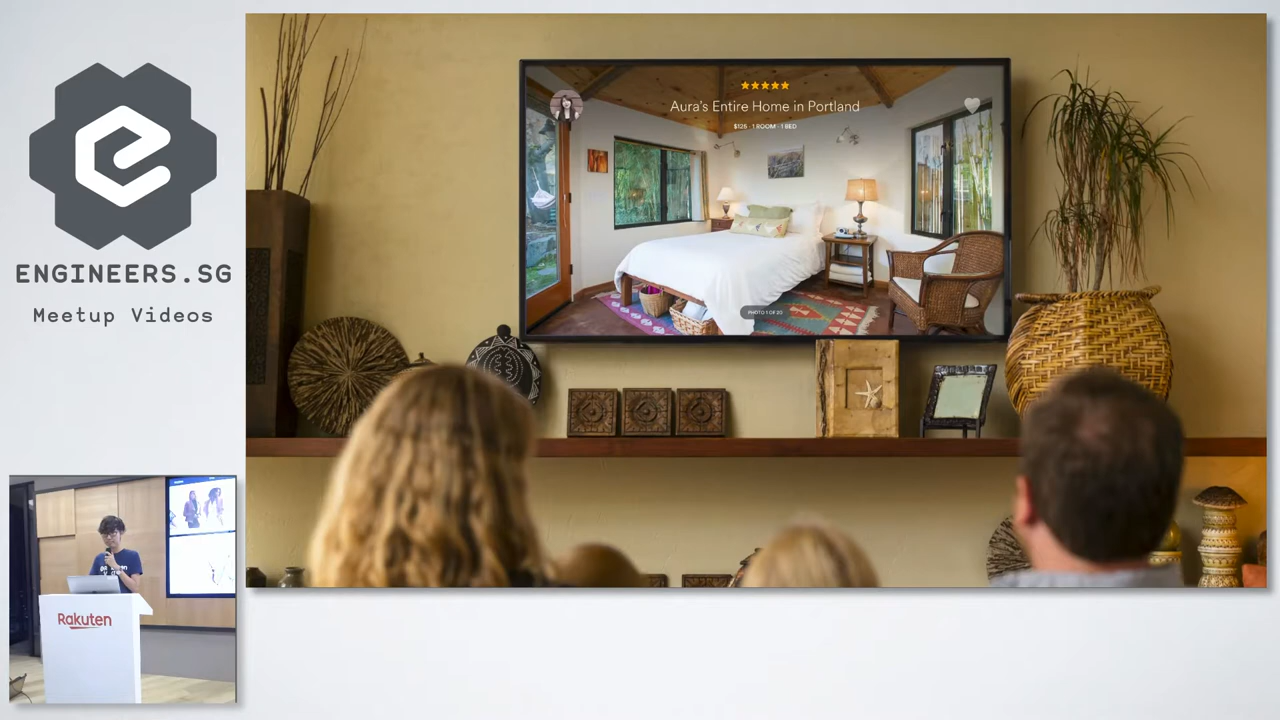 ENGINEERS.SG
Meetup Videos
Aura's Entire Home in Portland
$125 · 1 ROOM · 1 BED
PHOTO 1 OF 20
Rakuten